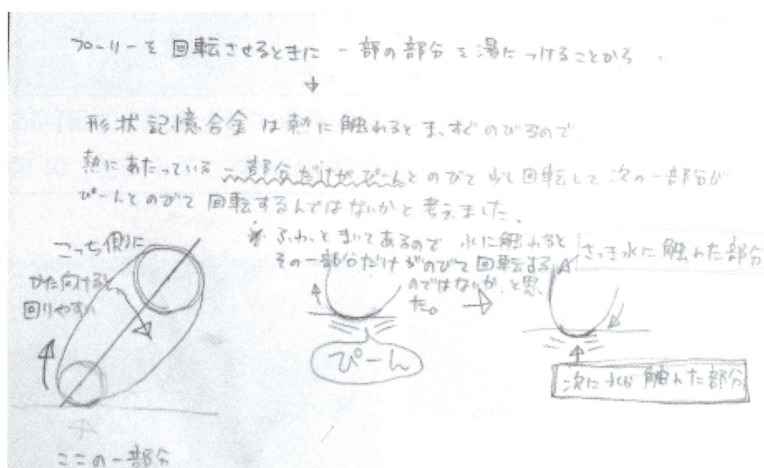 プーリーを回転させるときに一部の部分を湯につけることから
↓
形状記憶合金は熱に触れるとまっすぐのびるので
熱にあたっている一部分だけがぴーんとのびて少し回転して次の一部分が
ぴーんとのびて回転するんではないかと考えました。
※ ふわっとまいてあるので 水に触れると
その一部分だけがのびて回転する
のではないか、と思
た。
こっち側に
かた向けると
回りやすい
さっき水に触れた部分
ぴーん
次に水が触れた部分
ここの一部分